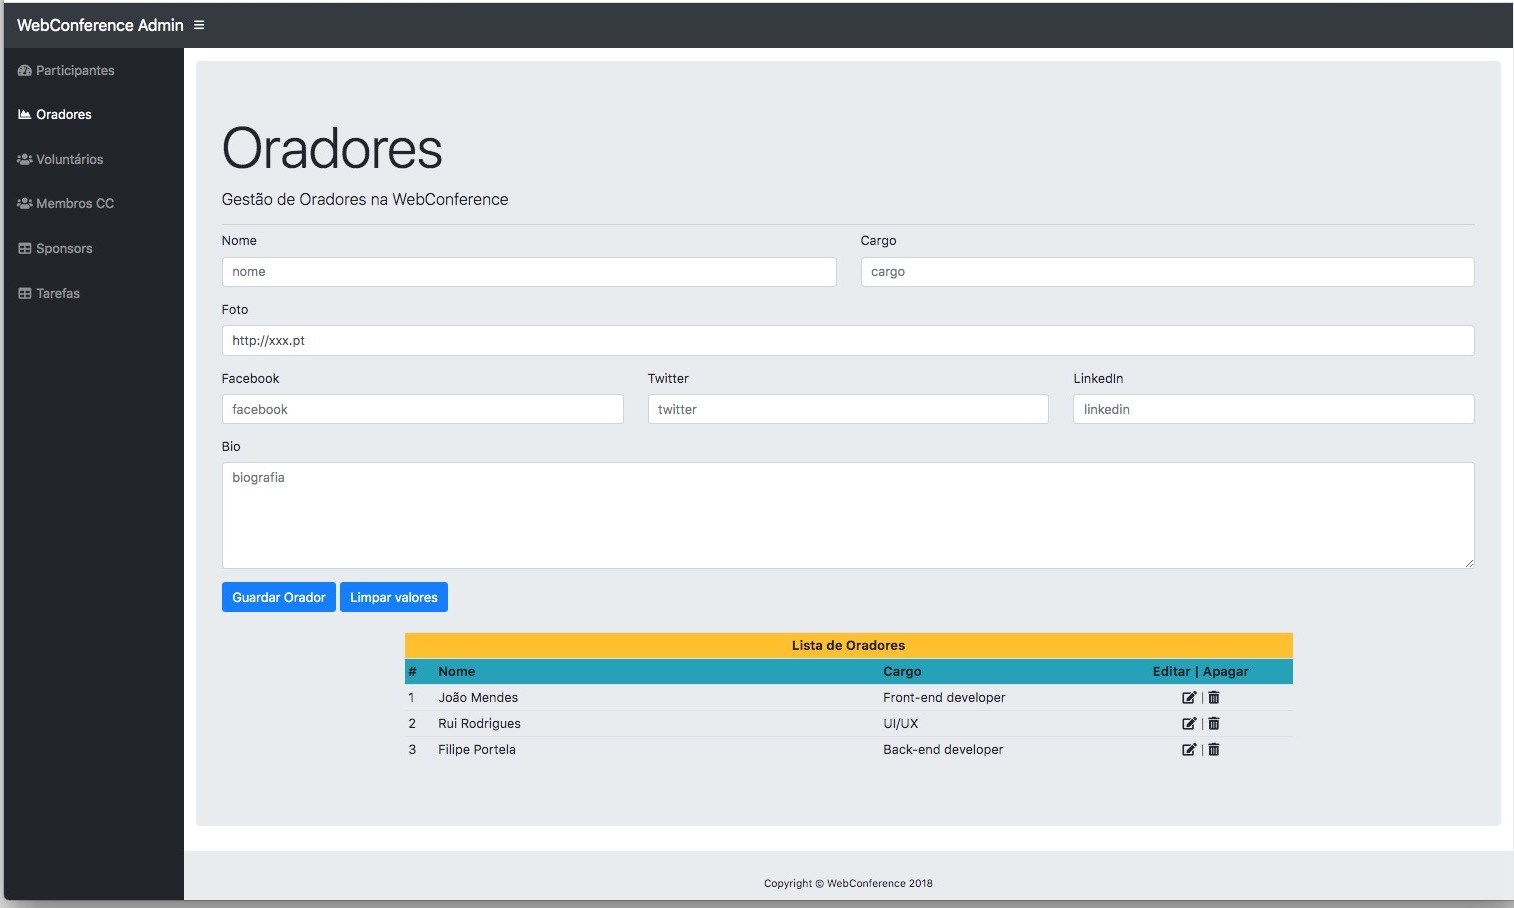 WebConference Admin
Participantes
Oradores
Voluntários
Membros CC
Sponsors
Tarefas
Oradores
Gestão de Oradores na WebConference
Nome Cargo
nome cargo
Foto
http://xxx.pt
Facebook Twitter LinkedIn
facebook twitter linkedin
Bio
biografia
Guardar Orador Limpar valores
Lista de Oradores
# Nome Cargo Editar | Apagar
1 João Mendes Front-end developer |
2 Rui Rodrigues UI/UX |
3 Filipe Portela Back-end developer |
Copyright © WebConference 2018